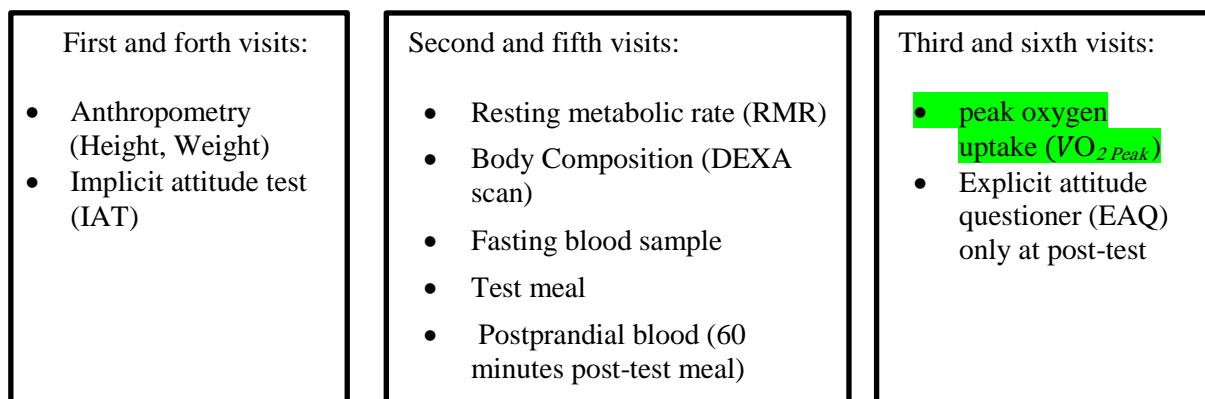 First and forth visits:
• Anthropometry
(Height, Weight)
• Implicit attitude test
(IAT)
Second and fifth visits:
• Resting metabolic rate (RMR)
• Body Composition (DEXA
scan)
• Fasting blood sample
• Test meal
• Postprandial blood (60
minutes post-test meal)
Third and sixth visits:
• peak oxygen
uptake (VO2 Peak)
• Explicit attitude
questioner (EAQ)
only at post-test